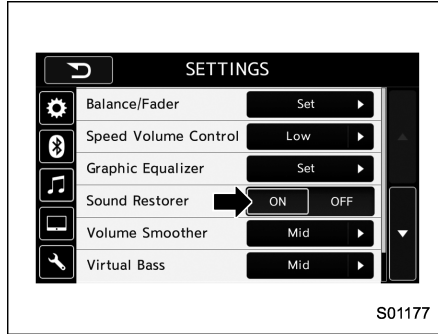 SETTINGS
Balance/Fader Set
Speed Volume Control Low
Graphic Equalizer Set
Sound Restorer ON OFF
Volume Smoother Mid
Virtual Bass Mid
S01177